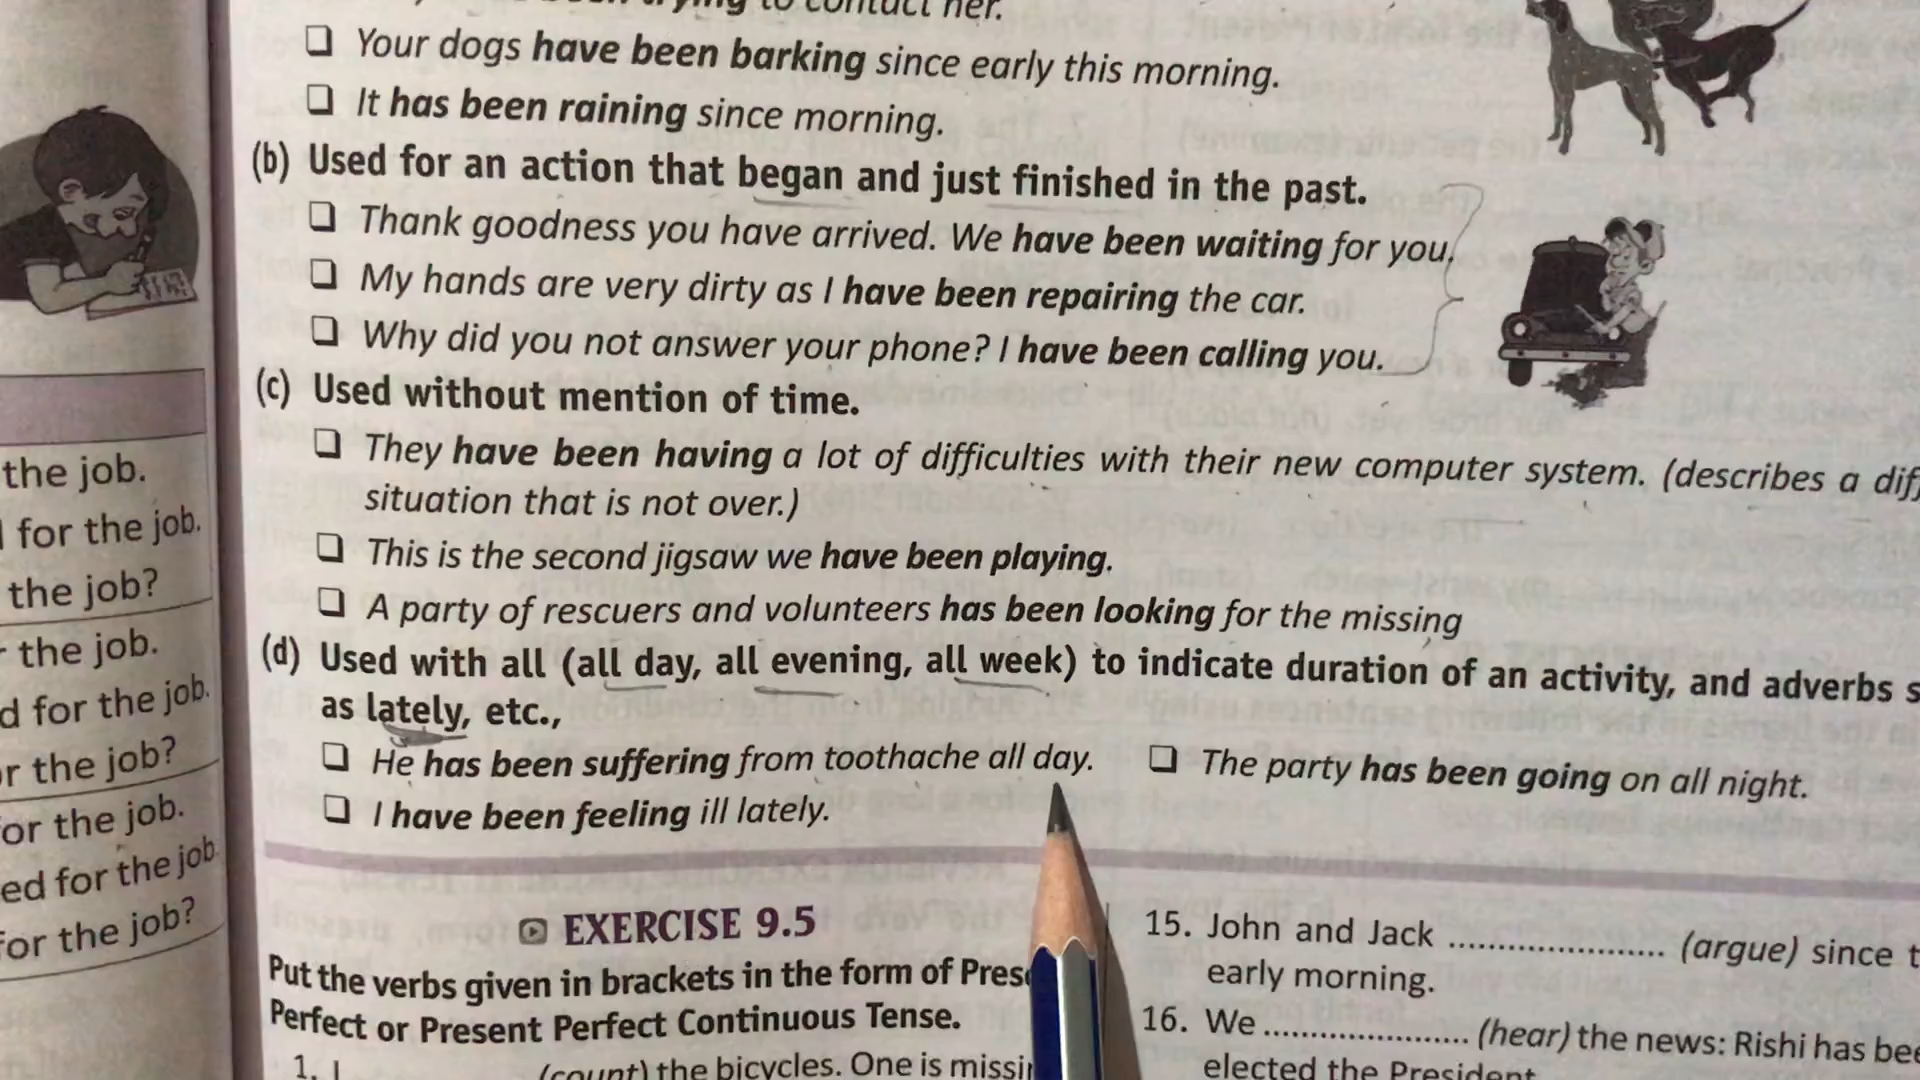 trying to contact her.
❑ Your dogs have been barking since early this morning.
❑ It has been raining since morning.
(b) Used for an action that began and just finished in the past.
❑ Thank goodness you have arrived. We have been waiting for you.
❑ My hands are very dirty as I have been repairing the car.
❑ Why did you not answer your phone? I have been calling you.
(c) Used without mention of time.
❑ They have been having a lot of difficulties with their new computer system. (describes a
situation that is not over.)
❑ This is the second jigsaw we have been playing.
❑ A party of rescuers and volunteers has been looking for the missing
(d) Used with all (all day, all evening, all week) to indicate duration of an activity, and adverbs
as lately, etc.,
❑ He has been suffering from toothache all day. ❑ The party has been going on all night.
❑ I have been feeling ill lately.
the job.
for the job.
the job?
the job.
for the job.
the job?
for the job.
for the job
for the job?
EXERCISE 9.5
Put the verbs given in brackets in the form of
Perfect or Present Perfect Continuous Tense.
1. I (count) the bicycles. One is
15. John and Jack ...................... (argue) since
early morning.
16. We ..................... (hear) the news: Rishi has
elected the President